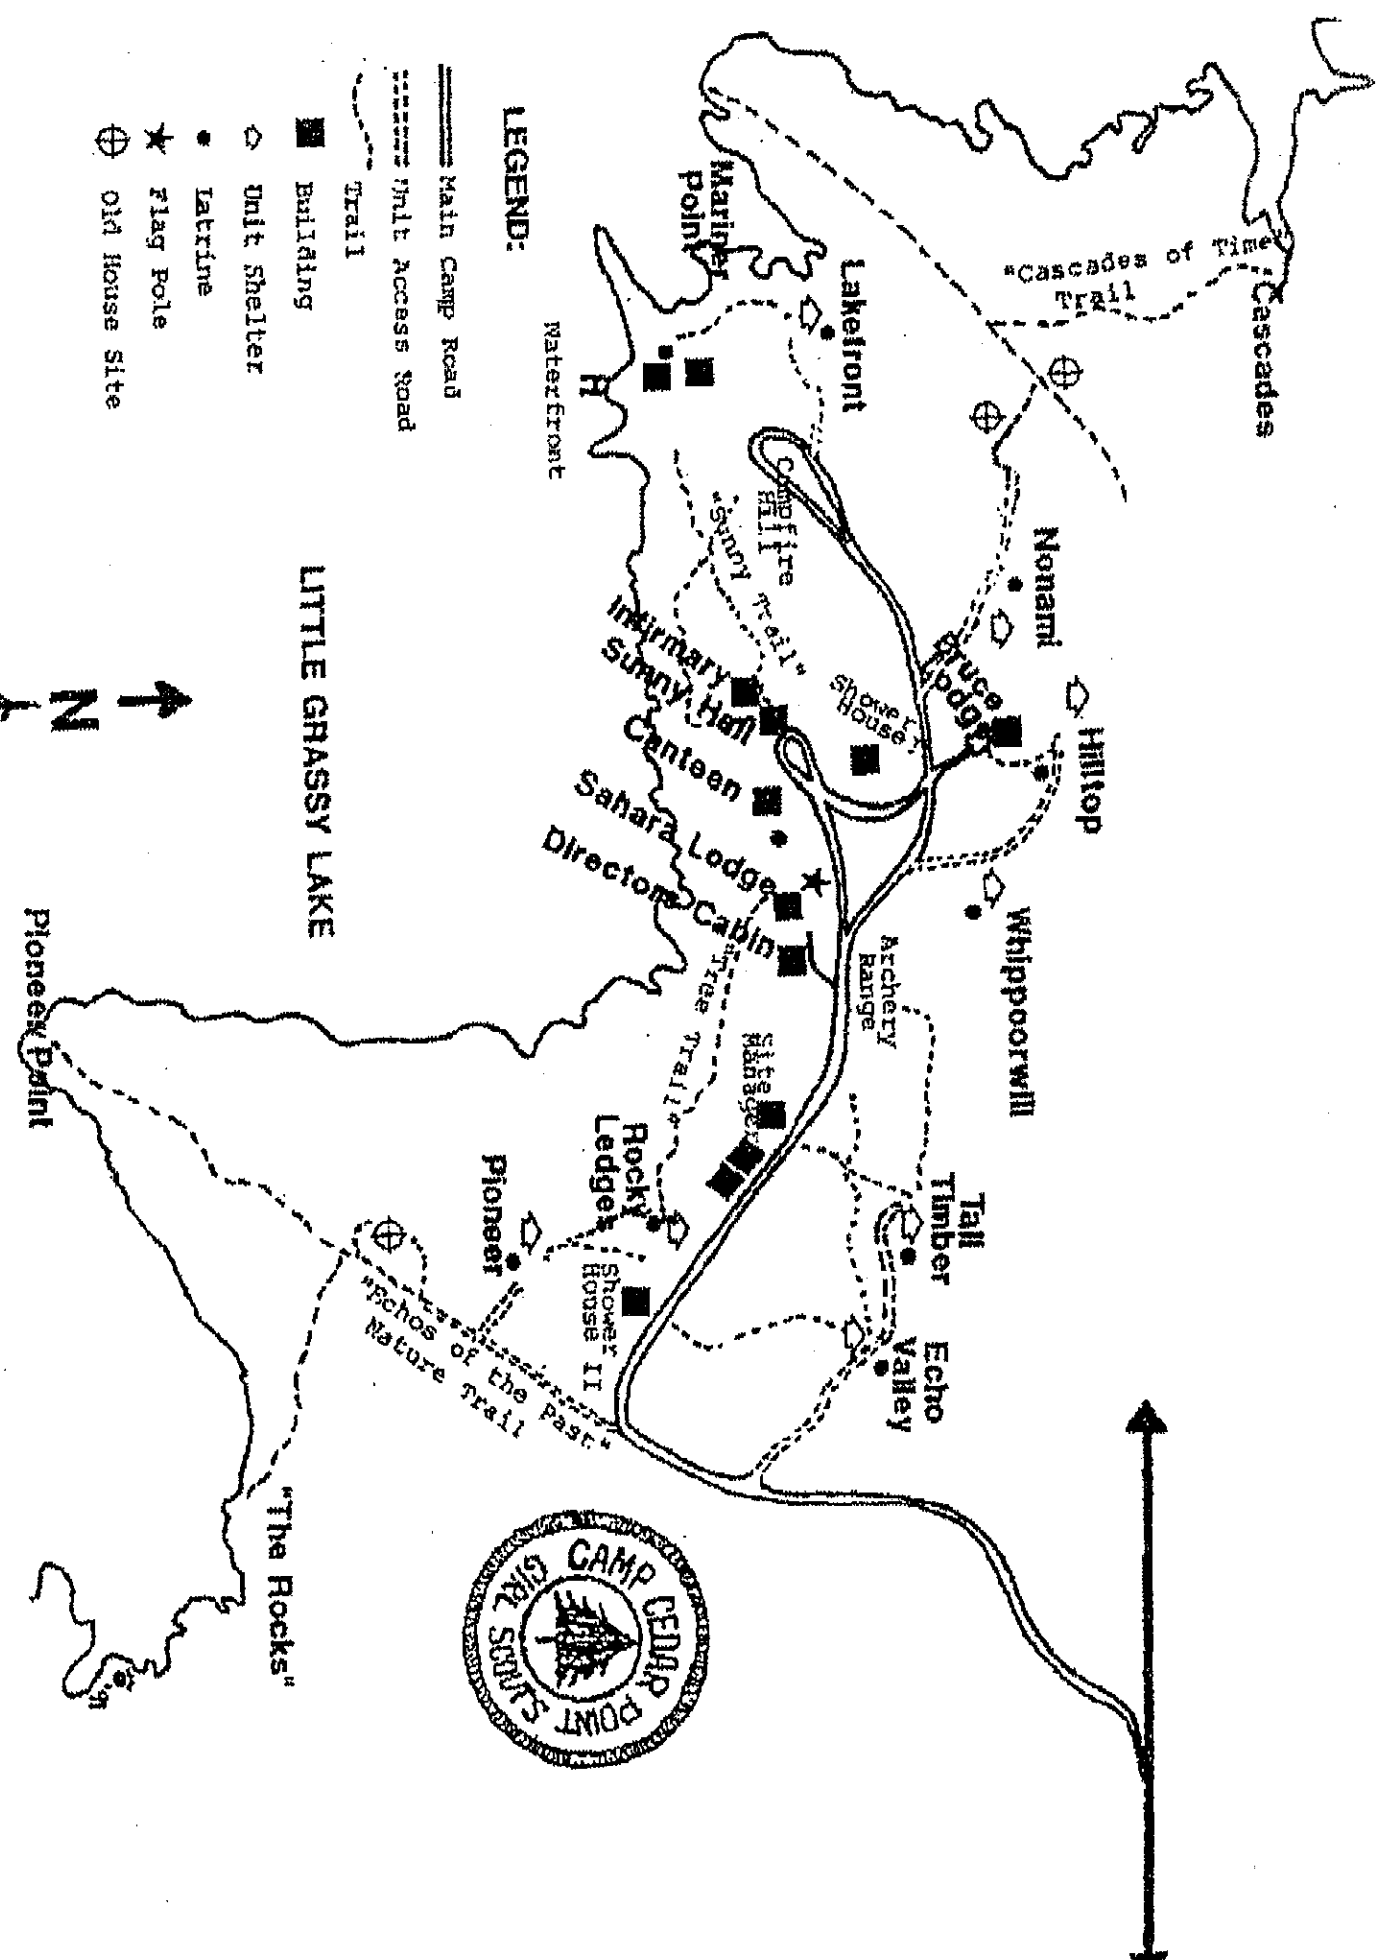 "Cascades of Time"
Trail
Cascades
Mariner
Point
Lakefront
Waterfront
Campfire
Hill
"Sunny Trail"
Nonami
Hilltop
Bruce
Lodge
Shower
House
Infirmary
Sunny Hall
Canteen
Sahara Lodge
Directors Cabin
Whippoorwill
Archery
Range
"Tree Trail"
Site
Manager
Tall
Timber
Echo
Valley
Rocky
Ledge
Pioneer
Shower
House II
"Echos of the Past"
Nature Trail
Pioneer Point
"The Rocks"
LITTLE GRASSY LAKE
N
LEGEND:
Main Camp Road
Unit Access Road
Trail
Building
Unit Shelter
Latrine
Flag Pole
Old House Site
CAMP CEDAR POINT
GIRL SCOUTS